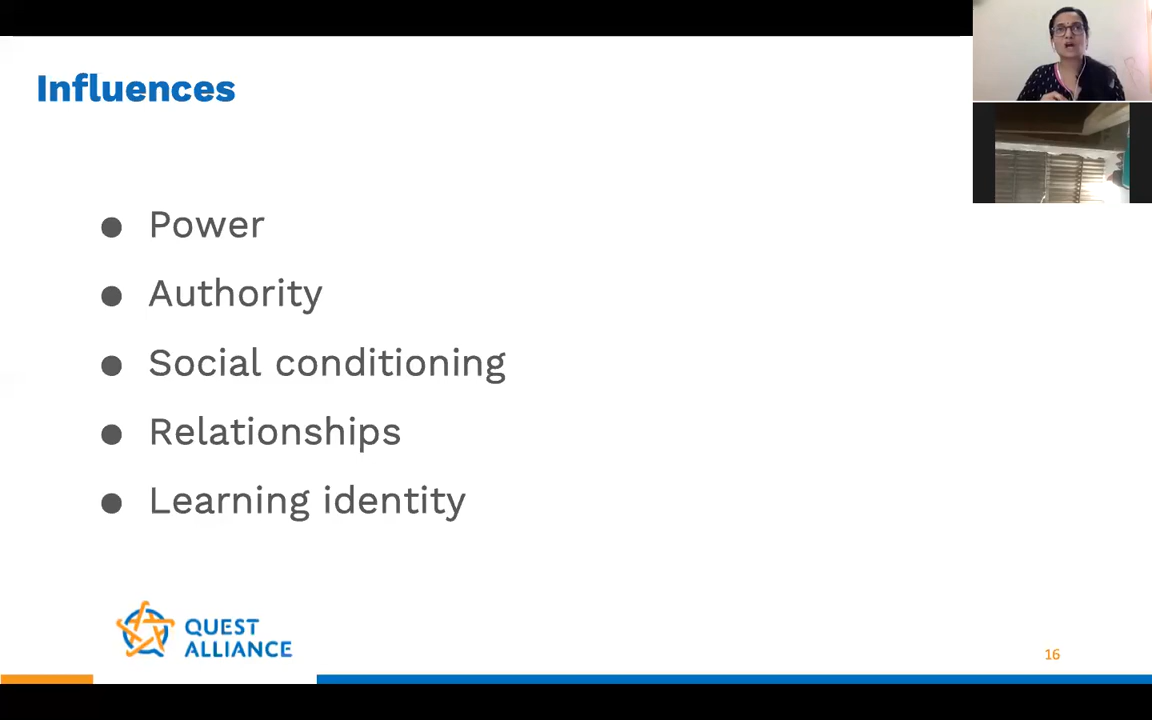 Influences
● Power
● Authority
● Social conditioning
● Relationships
● Learning identity
QUEST
ALLIANCE
16